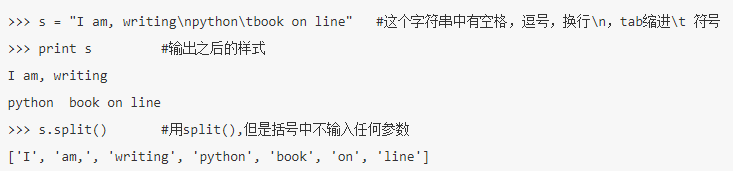 >>> s = "I am, writing\npython\tbook on line"   #这个字符串中有空格，逗号，换行\n，tab缩进\t 符号
>>> print s         #输出之后的样式
I am, writing
python  book on line
>>> s.split()       #用split(),但是括号中不输入任何参数
['I', 'am,', 'writing', 'python', 'book', 'on', 'line']